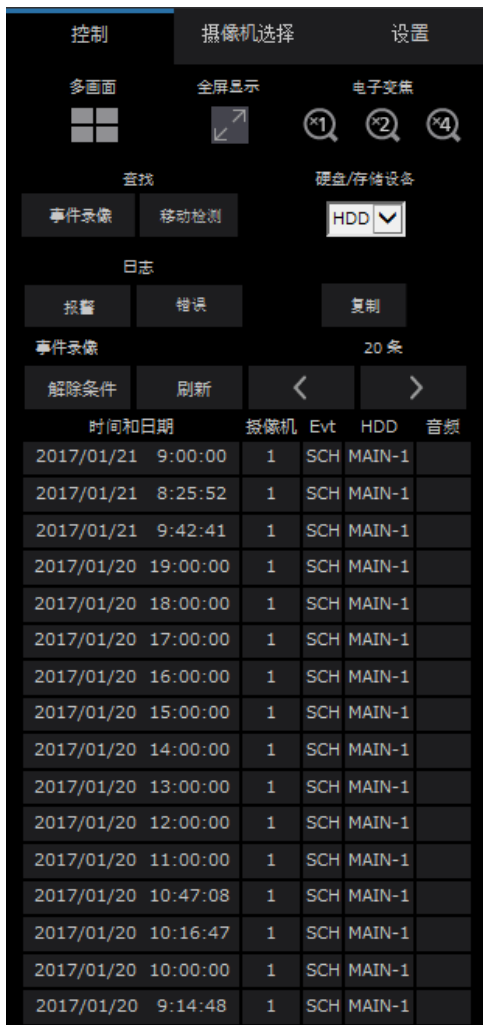 控制 摄像机选择 设置
多画面 全屏显示 电子变焦
×1 ×2 ×4
查找 硬盘/存储设备
事件录像 移动检测 HDD
日志
报警 错误 复制
事件录像 20 条
解除条件 刷新 < >
时间和日期 摄像机 Evt HDD 音频
2017/01/21 9:00:00 1 SCH MAIN-1
2017/01/21 8:25:52 1 SCH MAIN-1
2017/01/21 9:42:41 1 SCH MAIN-1
2017/01/20 19:00:00 1 SCH MAIN-1
2017/01/20 18:00:00 1 SCH MAIN-1
2017/01/20 17:00:00 1 SCH MAIN-1
2017/01/20 16:00:00 1 SCH MAIN-1
2017/01/20 15:00:00 1 SCH MAIN-1
2017/01/20 14:00:00 1 SCH MAIN-1
2017/01/20 13:00:00 1 SCH MAIN-1
2017/01/20 12:00:00 1 SCH MAIN-1
2017/01/20 11:00:00 1 SCH MAIN-1
2017/01/20 10:47:08 1 SCH MAIN-1
2017/01/20 10:16:47 1 SCH MAIN-1
2017/01/20 10:00:00 1 SCH MAIN-1
2017/01/20 9:14:48 1 SCH MAIN-1